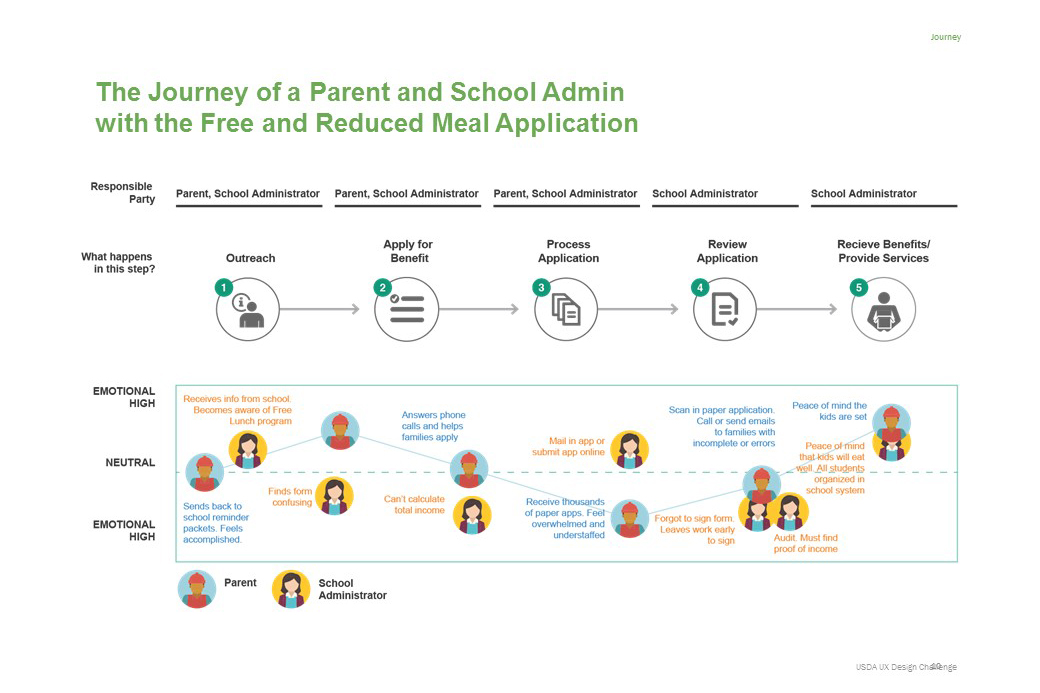 Journey
The Journey of a Parent and School Admin
with the Free and Reduced Meal Application
Responsible
Party
Parent, School Administrator
Parent, School Administrator
Parent, School Administrator
School Administrator
School Administrator
What happens
in this step?
Outreach
Apply for
Benefit
Process
Application
Review
Application
Recieve Benefits/
Provide Services
1
2
3
4
5
EMOTIONAL
HIGH
NEUTRAL
EMOTIONAL
HIGH
Receives info from school.
Becomes aware of Free
Lunch program
Sends back to
school reminder
packets. Feels
accomplished.
Finds form
confusing
Answers phone
calls and helps
families apply
Can't calculate
total income
Mail in app or
submit app online
Receive thousands
of paper apps. Feel
overwhelmed and
understaffed
Scan in paper application.
Call or send emails
to families with
incomplete or errors
Forgot to sign form.
Leaves work early
to sign
Audit. Must find
proof of income
Peace of mind the
kids are set
Peace of mind
that kids will eat
well. All students
organized in
school system
Parent
School
Administrator
USDA UX Design Challenge